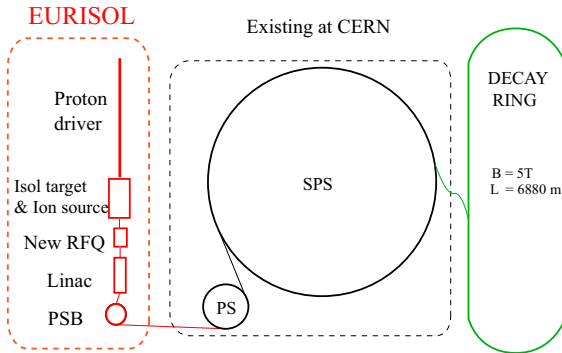 EURISOL
Proton
driver
Isol target
& Ion source
New RFQ
Linac
PSB
Existing at CERN
SPS
PS
DECAY
RING
B = 5T
L = 6880 m